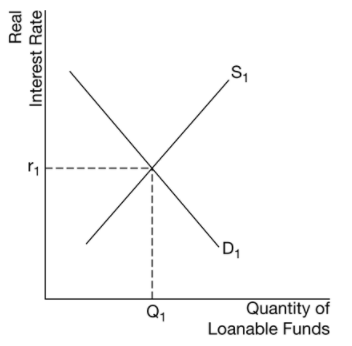 Real
Interest Rate
S₁
r₁
D₁
Q₁
Quantity of
Loanable Funds